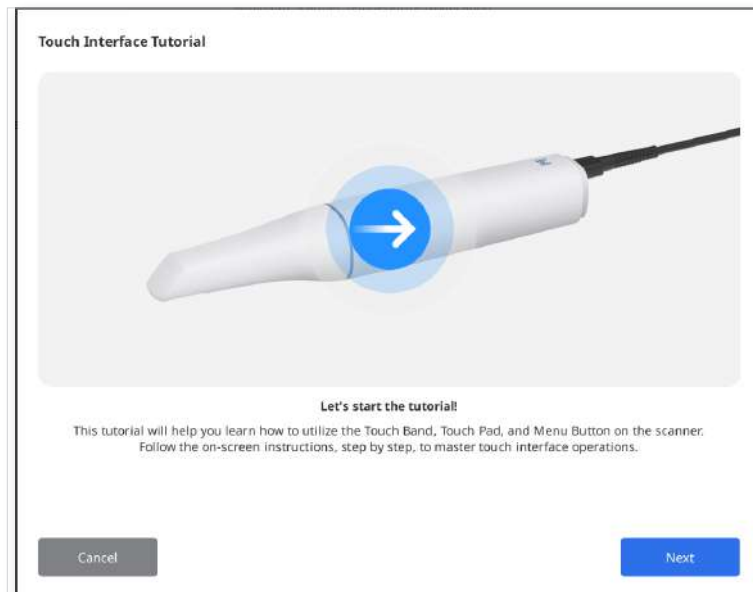 Touch Interface Tutorial
Let's start the tutorial!
This tutorial will help you learn how to utilize the Touch Band, Touch Pad, and Menu Button on the scanner.
Follow the on-screen instructions, step by step, to master touch interface operations.
Cancel
Next